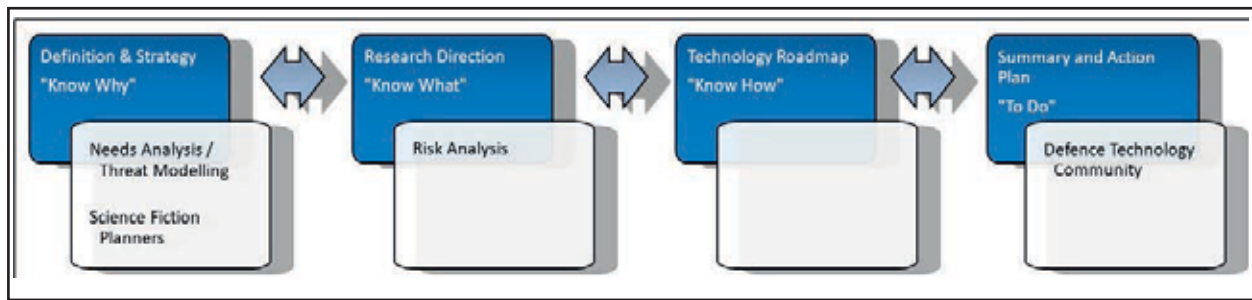 Definition & Strategy
"Know Why"
Needs Analysis /
Threat Modelling
Science Fiction
Planners
Research Direction
"Know What"
Risk Analysis
Technology Roadmap
"Know How"
Summary and Action
Plan
"To Do"
Defence Technology
Community